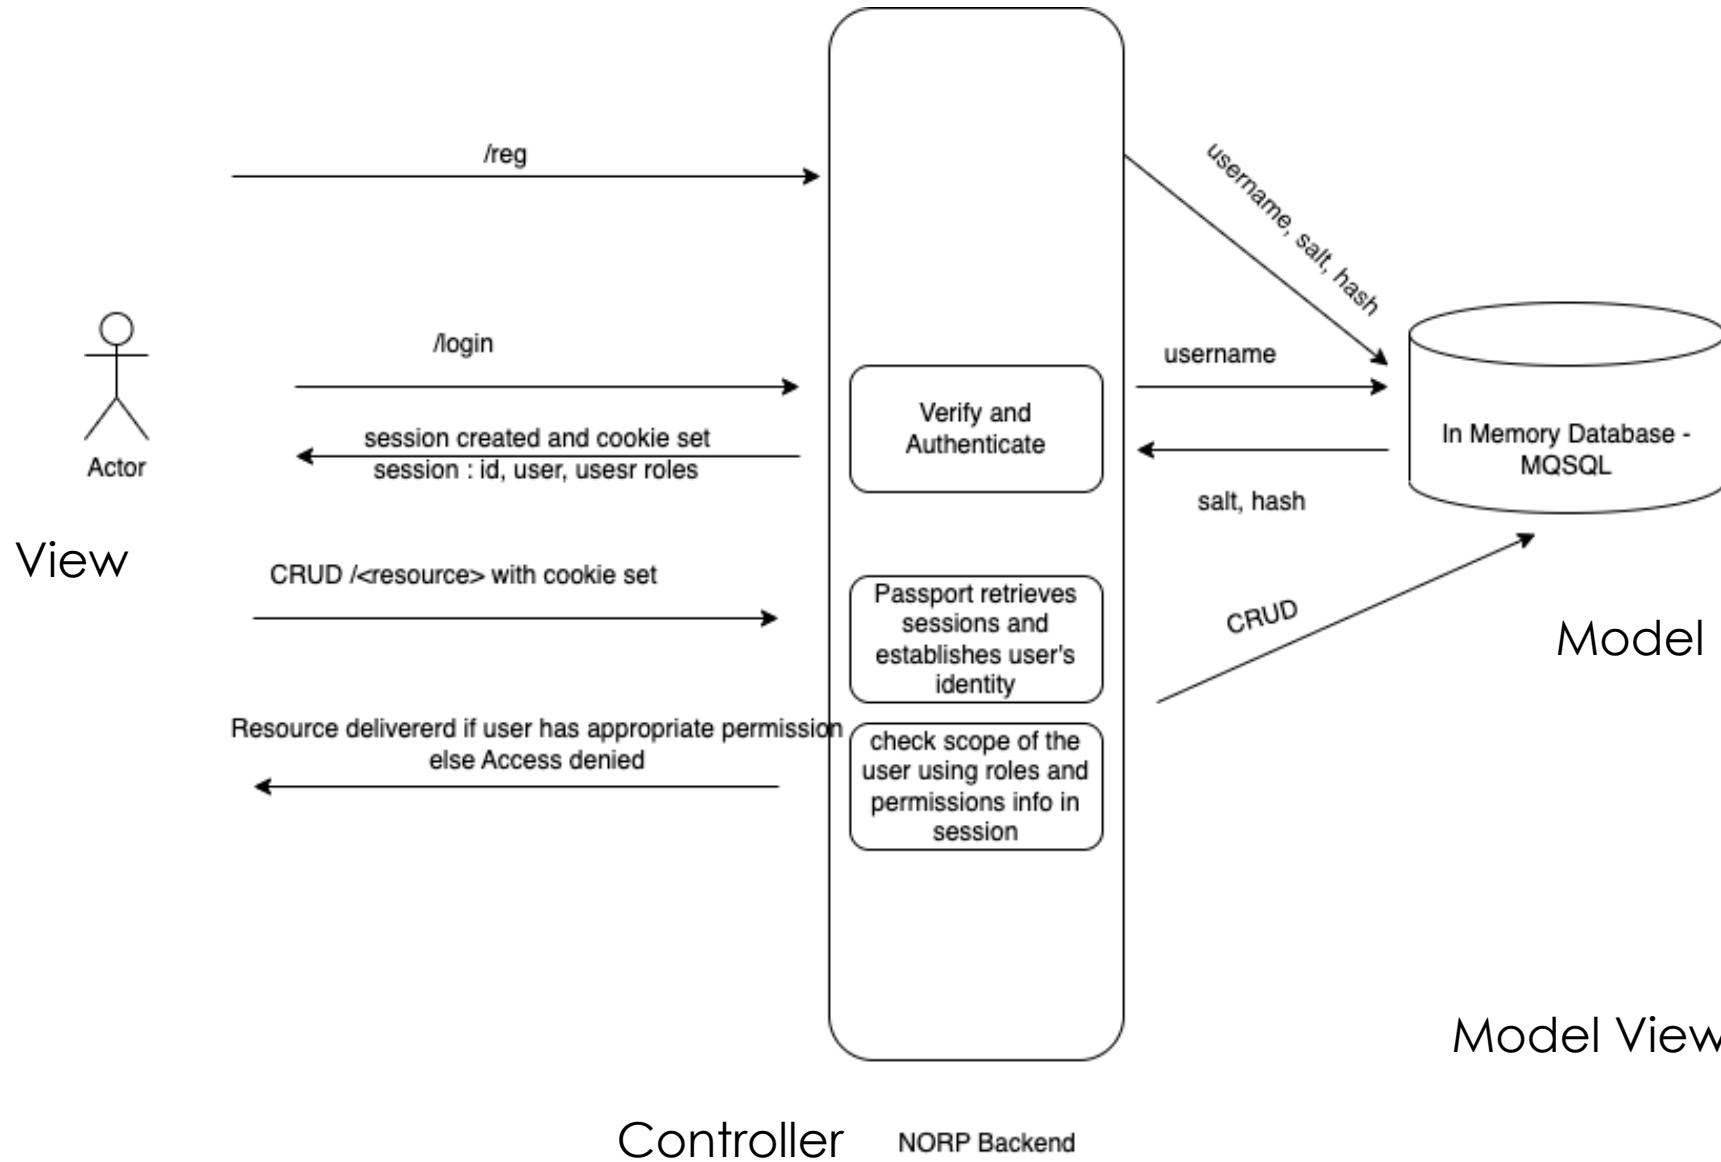 /reg
username, salt, hash
/login
username
Verify and
Authenticate
session created and cookie set
session : id, user, usesr roles
In Memory Database -
MQSQL
Actor
salt, hash
View
CRUD /<resource> with cookie set
Passport retrieves
sessions and
establishes user's
identity
CRUD
Model
Resource delivererd if user has appropriate permission
else Access denied
check scope of the
user using roles and
permissions info in
session
Model View
Controller
NORP Backend